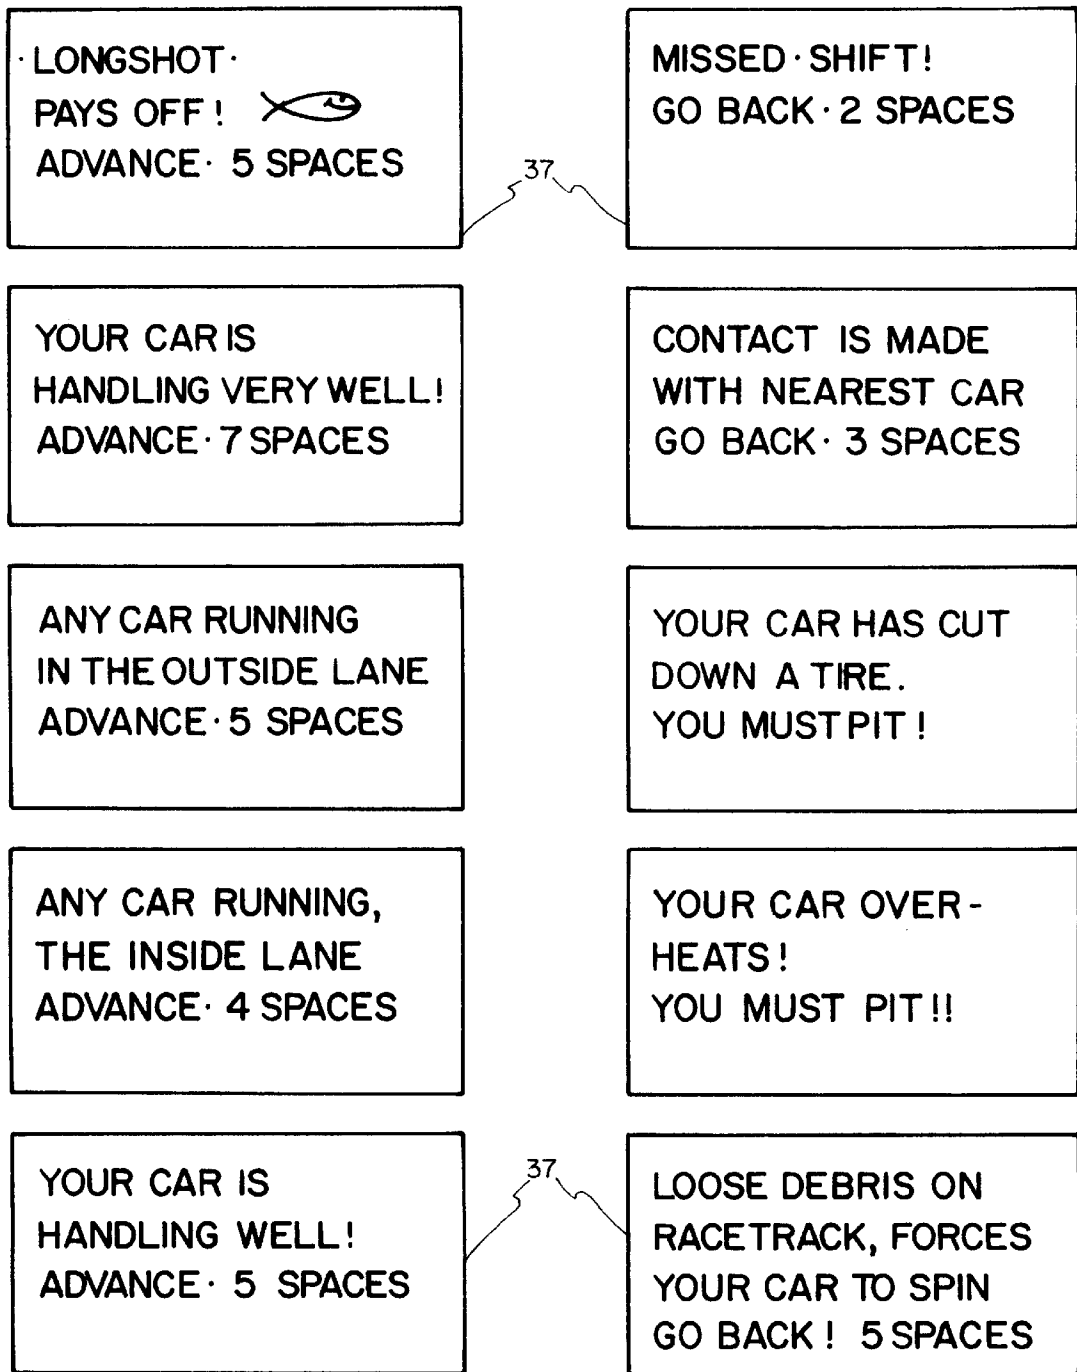 · LONGSHOT ·
PAYS OFF!
ADVANCE · 5 SPACES
MISSED · SHIFT!
GO BACK · 2 SPACES
37
YOUR CAR IS
HANDLING VERY WELL!
ADVANCE · 7 SPACES
CONTACT IS MADE
WITH NEAREST CAR
GO BACK · 3 SPACES
ANY CAR RUNNING
IN THE OUTSIDE LANE
ADVANCE · 5 SPACES
YOUR CAR HAS CUT
DOWN A TIRE.
YOU MUST PIT!
ANY CAR RUNNING,
THE INSIDE LANE
ADVANCE · 4 SPACES
YOUR CAR OVER-
HEATS!
YOU MUST PIT!!
YOUR CAR IS
HANDLING WELL!
ADVANCE · 5 SPACES
37
LOOSE DEBRIS ON
RACETRACK, FORCES
YOUR CAR TO SPIN
GO BACK! 5 SPACES